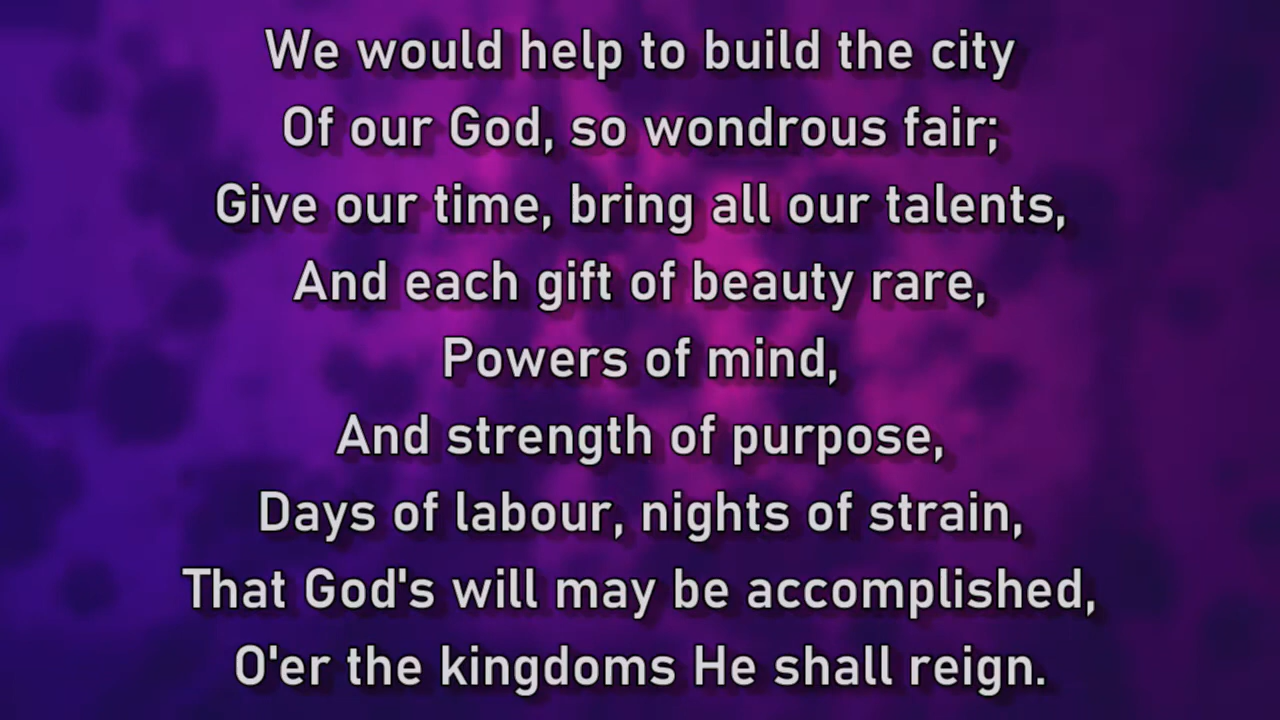 We would help to build the city
Of our God, so wondrous fair;
Give our time, bring all our talents,
And each gift of beauty rare,
Powers of mind,
And strength of purpose,
Days of labour, nights of strain,
That God's will may be accomplished,
O'er the kingdoms He shall reign.